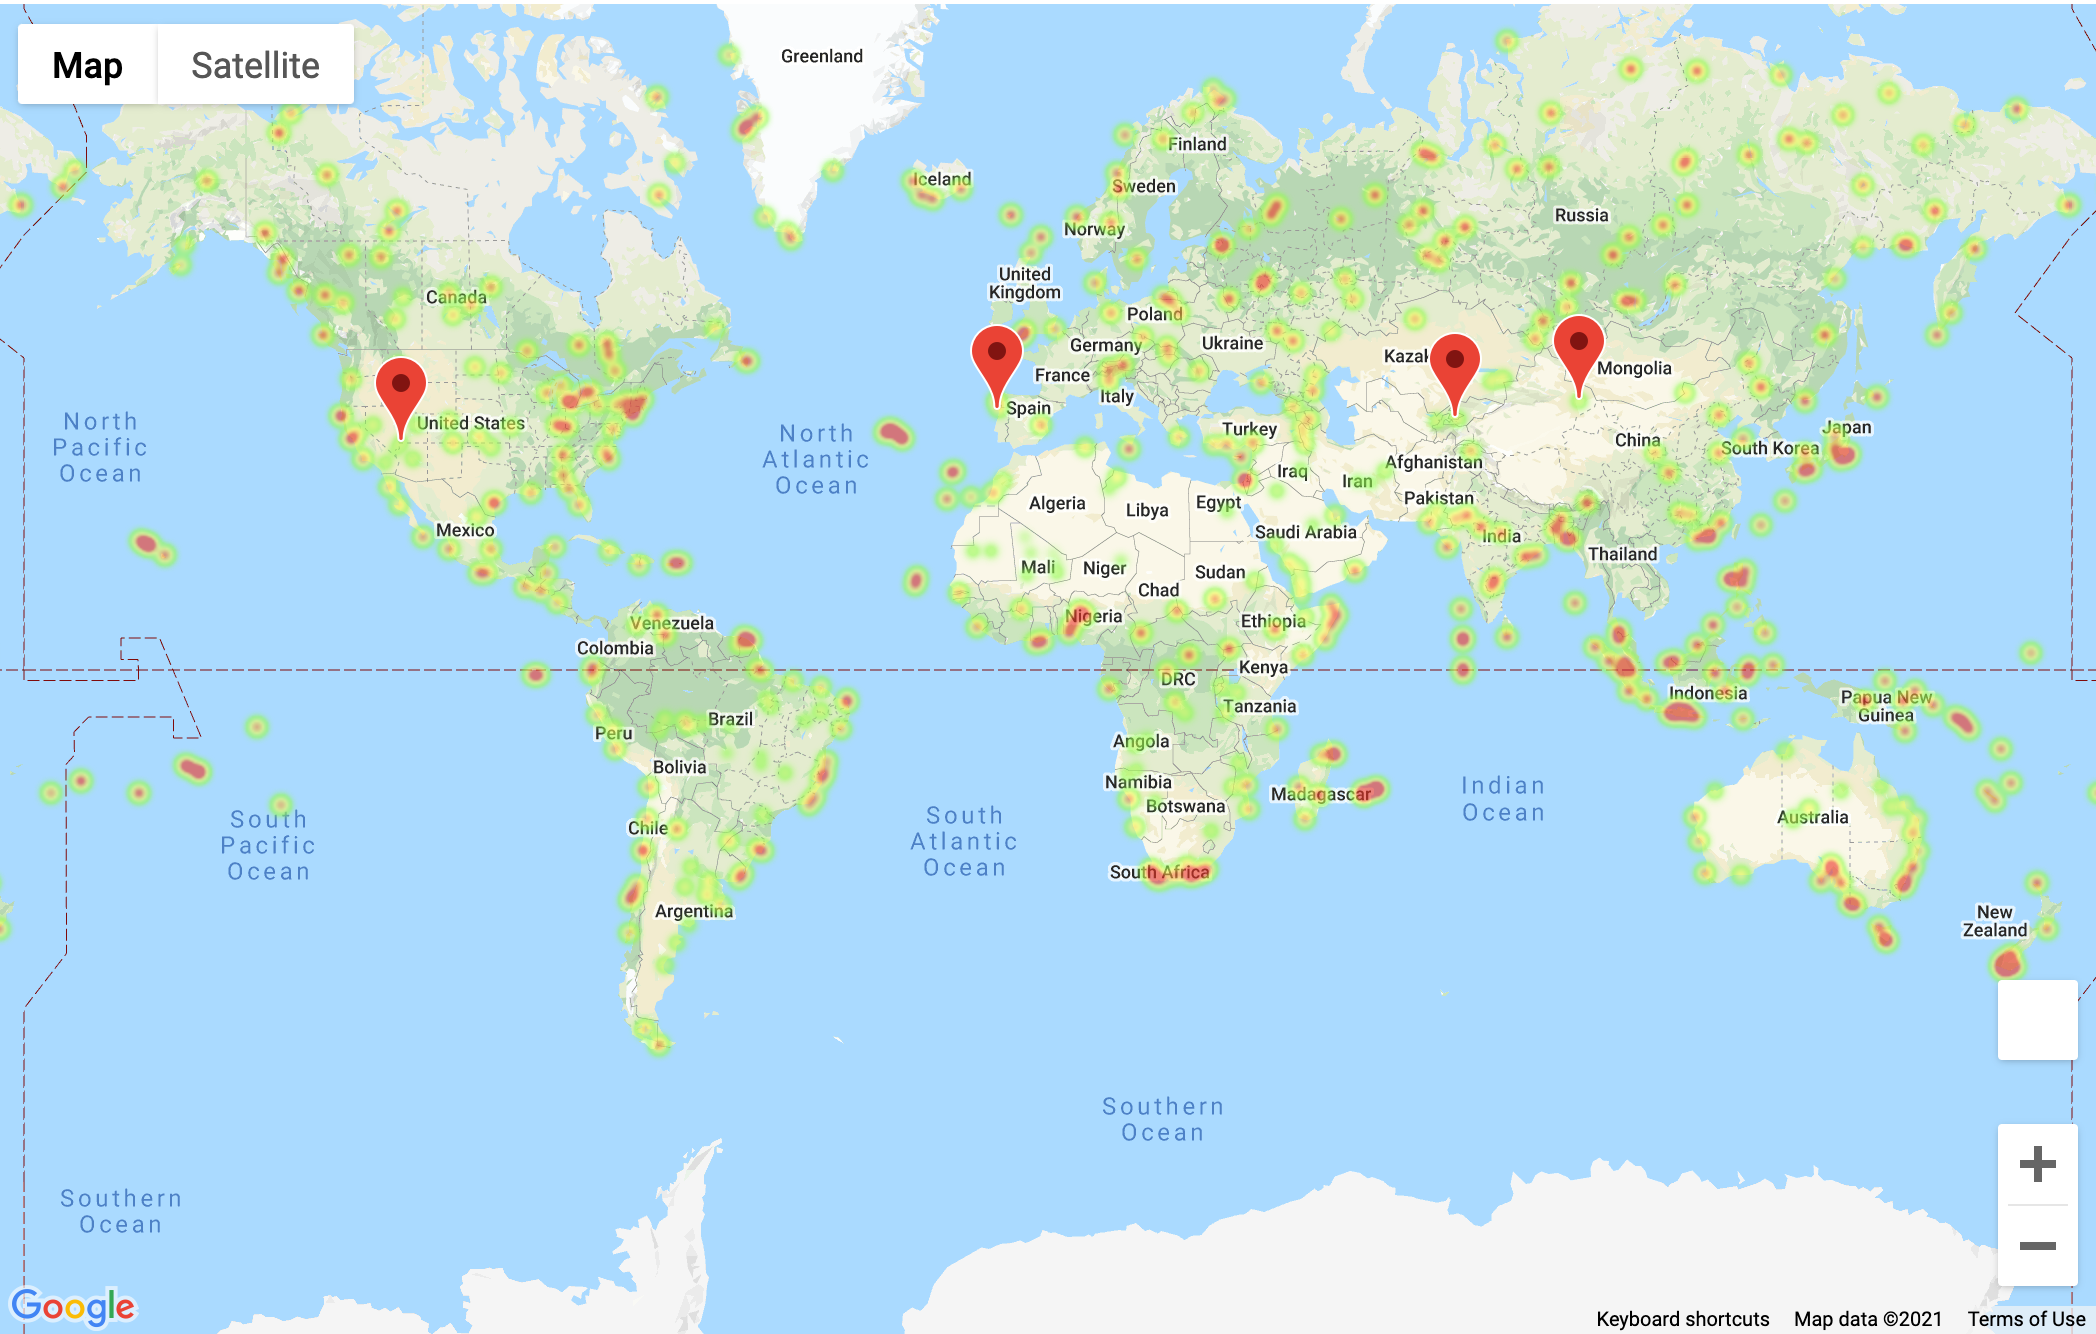 Map
Satellite
Greenland
Finland
Iceland
Sweden
Russia
Norway
United
Kingdom
Canada
Poland
Germany
Ukraine
Kazak
Mongolia
France
Italy
Spain
United States
North
Pacific
Ocean
North
Atlantic
Ocean
Turkey
China
Japan
South Korea
Afghanistan
Iraq
Iran
Algeria
Libya
Egypt
Pakistan
Mexico
Saudi Arabia
India
Thailand
Mali
Niger
Sudan
Chad
Nigeria
Ethiopia
Venezuela
Colombia
Kenya
DRC
Indonesia
Papua New
Guinea
Tanzania
Brazil
Peru
Angola
Bolivia
Namibia
Madagascar
Botswana
Indian
Ocean
Australia
South
Pacific
Ocean
Chile
South
Atlantic
Ocean
South Africa
Argentina
New
Zealand
Southern
Ocean
Southern
Ocean
Google
Keyboard shortcuts
Map data ©2021
Terms of Use